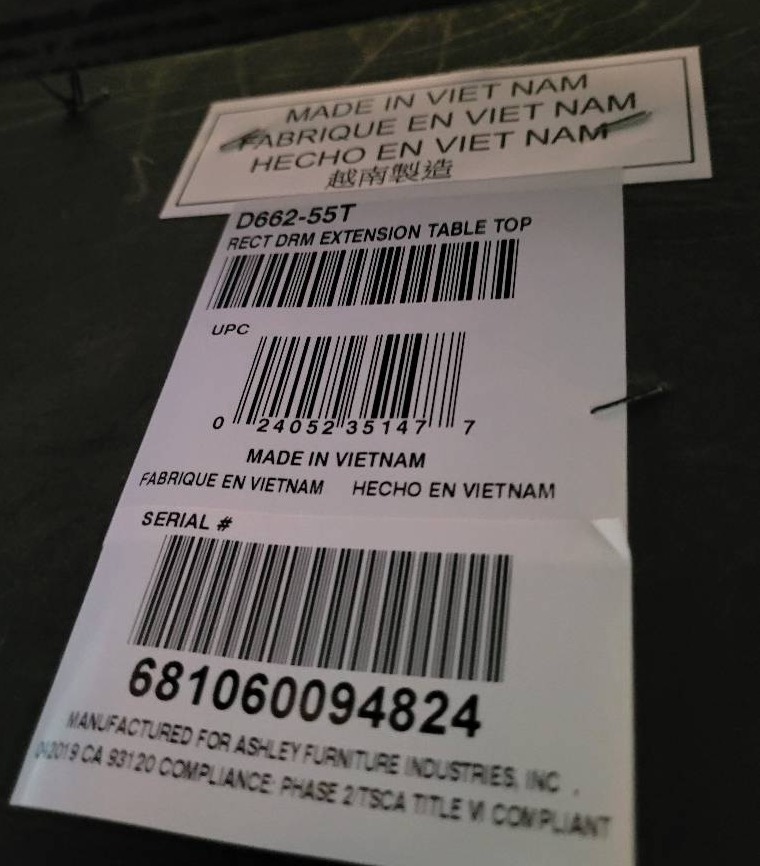 MADE IN VIET NAM
FABRIQUE EN VIET NAM
HECHO EN VIET NAM
越南製造
D662-55T
RECT DRM EXTENSION TABLE TOP
UPC
0 24052 35147 7
MADE IN VIETNAM
FABRIQUE EN VIETNAM HECHO EN VIETNAM
SERIAL #
681060094824
MANUFACTURED FOR ASHLEY FURNITURE INDUSTRIES, INC .
CA 93120 COMPLIANCE: PHASE 2/TSCA TITLE VI COMPLIANT